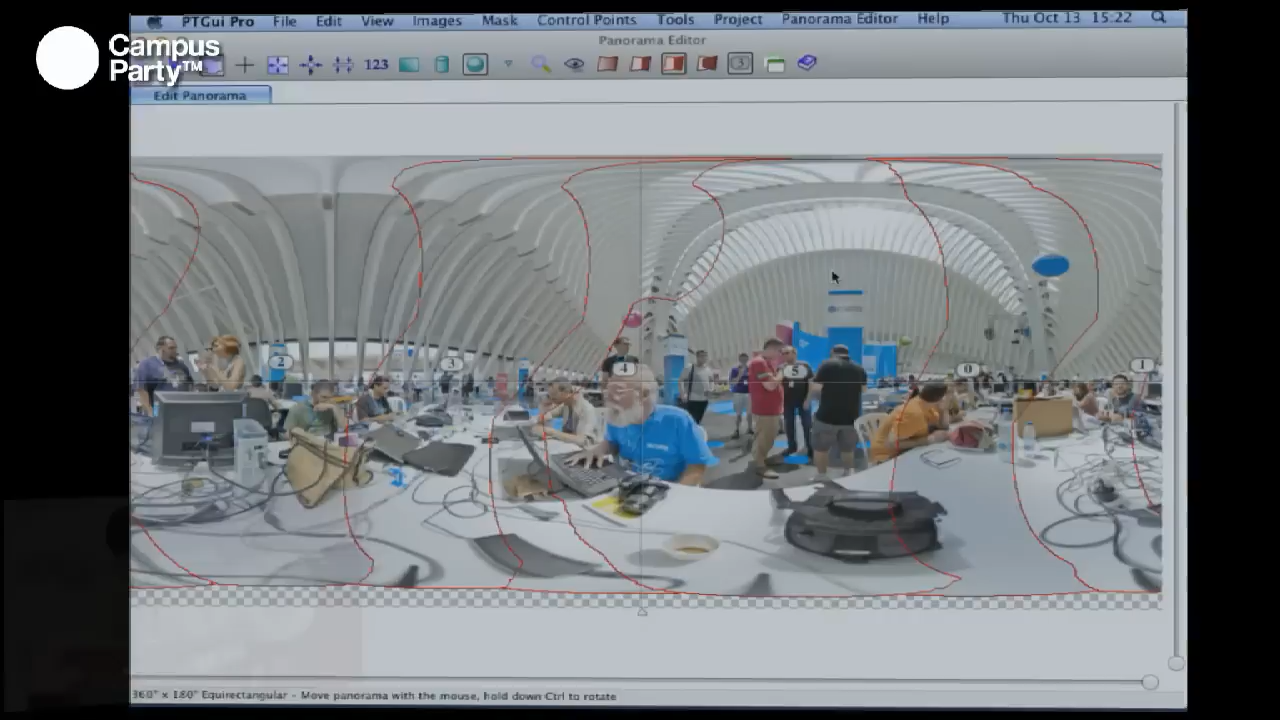 Campus
Party™
PTGui Pro File Edit View Images Mask Control Points Tools Project Panorama Editor Help Thu Oct 13 15:22
Panorama Editor
123
3
Edit Panorama
2
3
4
5
0
1
360° x 180° Equirectangular - Move panorama with the mouse, hold down Ctrl to rotate